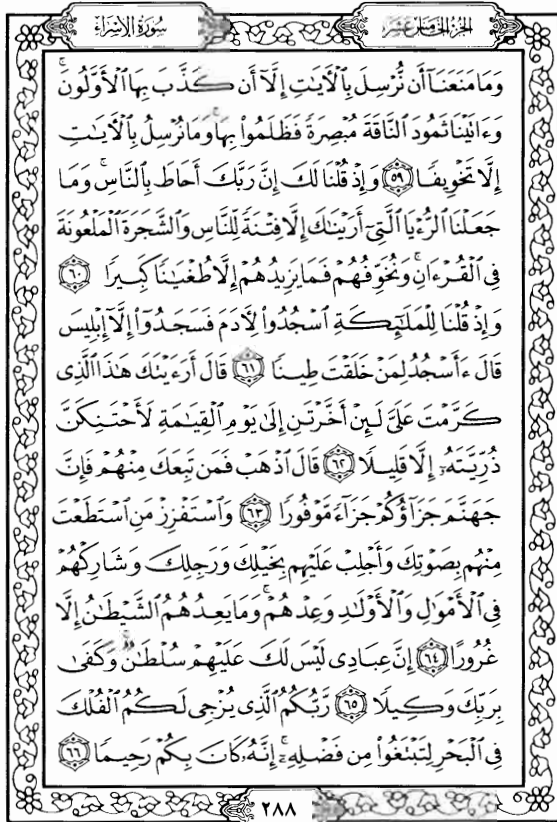 الجزء الخامس عشر
سورة الإسراء
وَمَا مَنَعَنَآ أَن نُّرْسِلَ بِٱلْأَيَٰتِ إِلَّآ أَن كَذَّبَ بِهَا ٱلْأَوَّلُونَۚ
وَءَاتَيْنَا ثَمُودَ ٱلنَّاقَةَ مُبْصِرَةً فَظَلَمُواْ بِهَاۚ وَمَا نُرْسِلُ بِٱلْأَيَٰتِ
إِلَّا تَخْوِيفًا ٥٩ وَإِذْ قُلْنَا لَكَ إِنَّ رَبَّكَ أَحَاطَ بِٱلنَّاسِۚ وَمَا
جَعَلْنَا ٱلرُّءْيَا ٱلَّتِيٓ أَرَيْنَٰكَ إِلَّا فِتْنَةً لِّلنَّاسِ وَٱلشَّجَرَةَ ٱلْمَلْعُونَةَ
فِي ٱلْقُرْءَانِۚ وَنُخَوِّفُهُمْ فَمَا يَزِيدُهُمْ إِلَّا طُغْيَٰنًا كَبِيرًا ٦٠
وَإِذْ قُلْنَا لِلْمَلَٰٓئِكَةِ ٱسْجُدُواْ لِأٓدَمَ فَسَجَدُوٓاْ إِلَّآ إِبْلِيسَ
قَالَ ءَأَسْجُدُ لِمَنْ خَلَقْتَ طِينًا ٦١ قَالَ أَرَءَيْتَكَ هَٰذَا ٱلَّذِي
كَرَّمْتَ عَلَيَّ لَئِنْ أَخَّرْتَنِ إِلَىٰ يَوْمِ ٱلْقِيَٰمَةِ لَأَحْتَنِكَنَّ
ذُرِّيَّتَهُۥٓ إِلَّا قَلِيلًا ٦٢ قَالَ ٱذْهَبْ فَمَن تَبِعَكَ مِنْهُمْ فَإِنَّ
جَهَنَّمَ جَزَآؤُكُمْ جَزَآءً مَّوْفُورًا ٦٣ وَٱسْتَفْزِزْ مَنِ ٱسْتَطَعْتَ
مِنْهُم بِصَوْتِكَ وَأَجْلِبْ عَلَيْهِم بِخَيْلِكَ وَرَجِلِكَ وَشَارِكْهُمْ
فِي ٱلْأَمْوَٰلِ وَٱلْأَوْلَٰدِ وَعِدْهُمْۚ وَمَا يَعِدُهُمُ ٱلشَّيْطَٰنُ إِلَّا
غُرُورًا ٦٤ إِنَّ عِبَادِي لَيْسَ لَكَ عَلَيْهِمْ سُلْطَٰنٌۚ وَكَفَىٰ
بِرَبِّكَ وَكِيلًا ٦٥ رَّبُّكُمُ ٱلَّذِي يُزْجِي لَكُمُ ٱلْفُلْكَ
فِي ٱلْبَحْرِ لِتَبْتَغُواْ مِن فَضْلِهِۦٓۚ إِنَّهُۥ كَانَ بِكُمْ رَحِيمًا ٦٦
٢٨٨